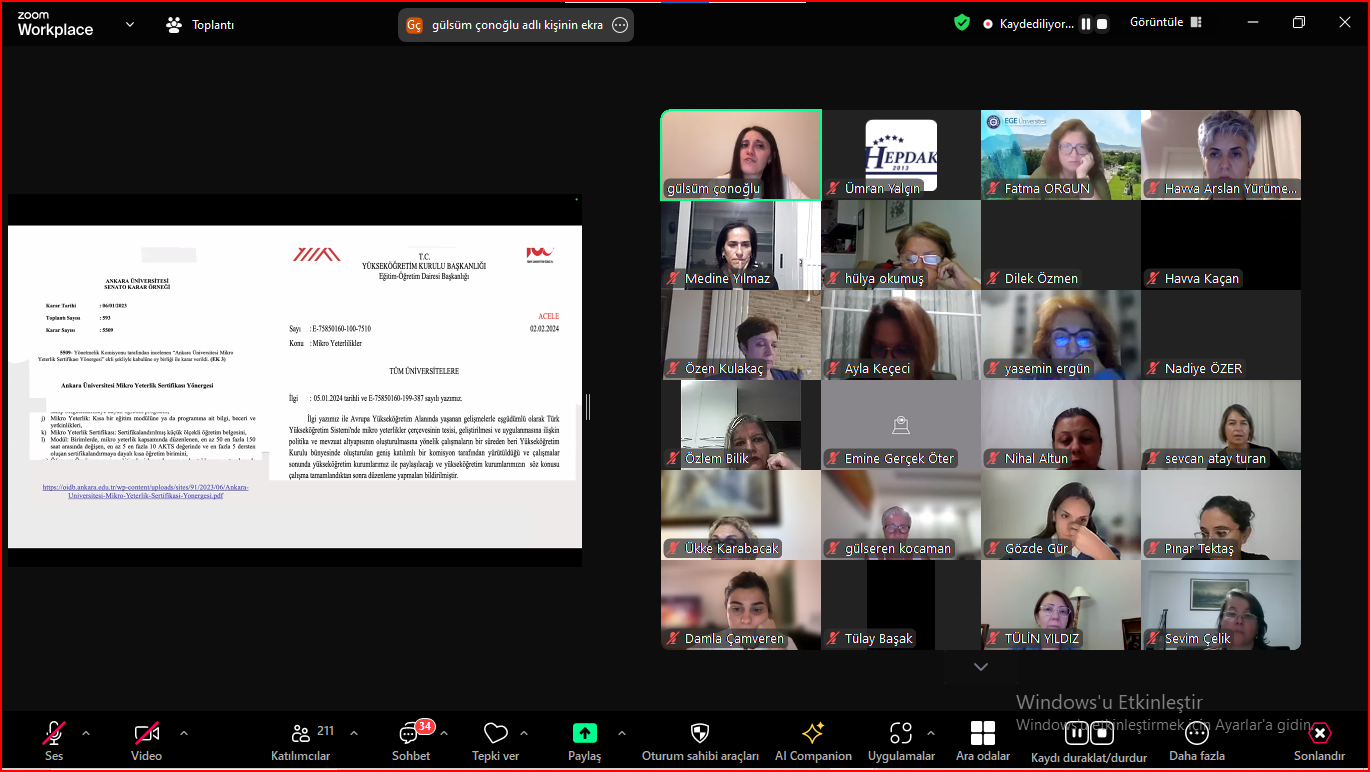 zoom
Workplace
Toplantı
Gç gülsüm çonoğlu adlı kişinin ekra
Kaydediliyor...
Görüntüle
ANKARA ÜNİVERSİTESİ
SENATO KARAR ÖRNEĞİ
Karar Tarihi : 06/01/2023
Toplantı Sayısı : 593
Karar Sayısı : 5509
5509- Yönetmelik Komisyonu tarafından incelenen "Ankara Üniversitesi Mikro
Yeterlik Sertifikası Yönergesi" ekli şekliyle kabulüne oy birliği ile karar verildi. (EK 3)
Ankara Üniversitesi Mikro Yeterlik Sertifikası Yönergesi
j) Mikro Yeterlik: Kısa bir eğitim modülüne ya da programına ait bilgi, beceri ve
yetkinlikleri,
k) Mikro Yeterlik Sertifikası: Sertifikalandırılmış küçük ölçekli öğretim belgesini,
l) Modül: Birimlerde, mikro yeterlik kapsamında düzenlenen, en az 50 en fazla 150
saat arasında değişen, en az 5 en fazla 10 AKTS değerinde ve en fazla 5 dersten
oluşan sertifikalandırmaya dayalı kısa öğretim birimini,
https://oidb.ankara.edu.tr/wp-content/uploads/sites/91/2023/06/Ankara-
Universitesi-Mikro-Yeterlik-Sertifikasi-Yonergesi.pdf
T.C.
YÜKSEKÖĞRETİM KURULU BAŞKANLIĞI
Eğitim-Öğretim Dairesi Başkanlığı
ACELE
Sayı : E-75850160-100-7510 02.02.2024
Konu : Mikro Yeterlilikler
TÜM ÜNİVERSİTELERE
İlgi : 05.01.2024 tarihli ve E-75850160-199-387 sayılı yazımız.
İlgi yazımız ile Avrupa Yükseköğretim Alanında yaşanan gelişmelerle eşgüdümlü olarak Türk
Yükseköğretim Sistemi'nde mikro yeterlikler çerçevesinin tesisi, geliştirilmesi ve uygulanmasına ilişkin
politika ve mevzuat altyapısının oluşturulmasına yönelik çalışmaların bir süreden beri Yükseköğretim
Kurulu bünyesinde oluşturulan geniş katılımlı bir komisyon tarafından yürütüldüğü ve çalışmalar
sonunda yükseköğretim kurumlarımız ile paylaşılacağı ve yükseköğretim kurumlarımızın söz konusu
çalışma tamamlandıktan sonra düzenleme yapmaları bildirilmiştir.
gülsüm çonoğlu
HEPDAK
2013
Ümran Yalçın
EGE Üniversitesi
Fatma ORGUN
Havva Arslan Yürüme...
Medine Yılmaz
hülya okumuş
Dilek Özmen
Havva Kaçan
Özen Kulakaç
Ayla Keçeci
yasemin ergün
Nadiye ÖZER
Özlem Bilik
Emine Gerçek Öter
Nihal Altun
sevcan atay turan
Ükke Karabacak
gülseren kocaman
Gözde Gür
Pınar Tektaş
Damla Çamveren
Tülay Başak
TÜLİN YILDIZ
Sevim Çelik
Windows'u Etkinleştir
Windows'u etkinleştirmek için Ayarlar'a gidin.
Ses
Video
211
Katılımcılar
34
Sohbet
Tepki ver
Paylaş
Oturum sahibi araçları
AI Companion
Uygulamalar
Ara odalar
Kaydı duraklat/durdur
Daha fazla
Sonlandır